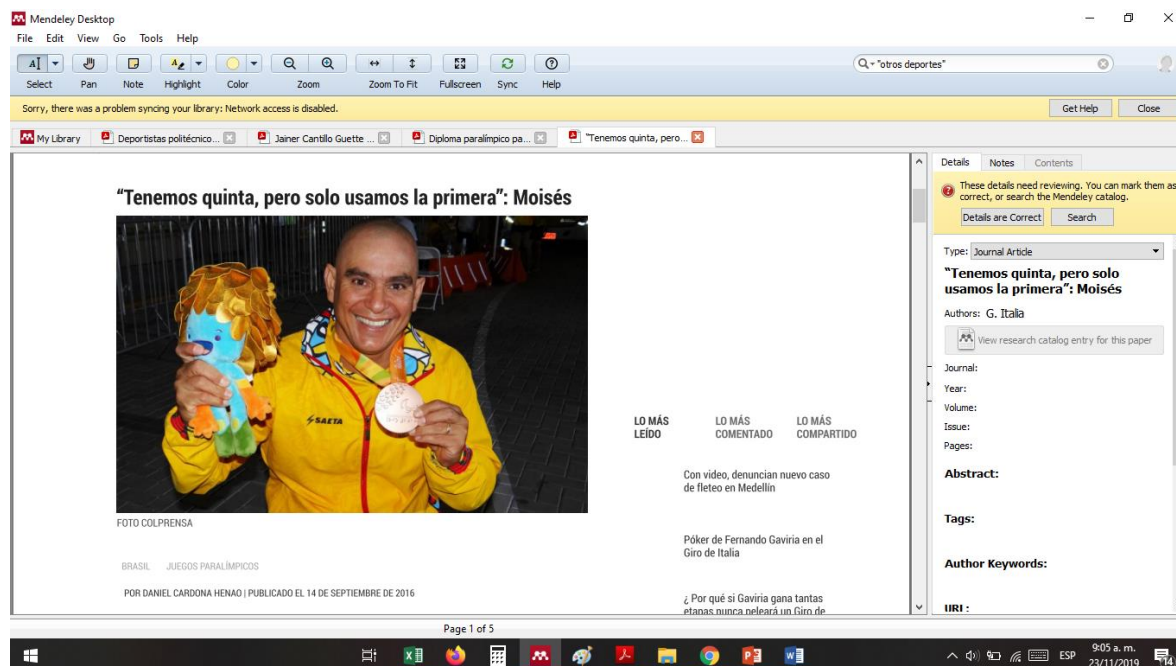 Mendeley Desktop
File Edit View Go Tools Help
Select Pan Note Highlight Color Zoom Zoom To Fit Fullscreen Sync Help
"otros deportes"
Sorry, there was a problem syncing your library: Network access is disabled.
Get Help Close
My Library Deportistas politécnico... Jainer Cantillo Guette ... Diploma paralímpico pa... "Tenemos quinta, pero...
“Tenemos quinta, pero solo usamos la primera”: Moisés
SAETA
FOTO COLPRENSA
BRASIL JUEGOS PARALÍMPICOS
POR DANIEL CARDONA HENAO | PUBLICADO EL 14 DE SEPTIEMBRE DE 2016
LO MÁS
LEÍDO
LO MÁS
COMENTADO
LO MÁS
COMPARTIDO
Con video, denuncian nuevo caso
de fleteo en Medellín
Póker de Fernando Gaviria en el
Giro de Italia
¿ Por qué si Gaviria gana tantas
etapas nunca peleará un Giro de
Details Notes Contents
These details need reviewing. You can mark them as
correct, or search the Mendeley catalog.
Details are Correct Search
Type: Journal Article
“Tenemos quinta, pero solo
usamos la primera”: Moisés
Authors: G. Italia
View research catalog entry for this paper
Journal:
Year:
Volume:
Issue:
Pages:
Abstract:
Tags:
Author Keywords:
URL:
Page 1 of 5
ESP
9:05 a. m.
23/11/2019